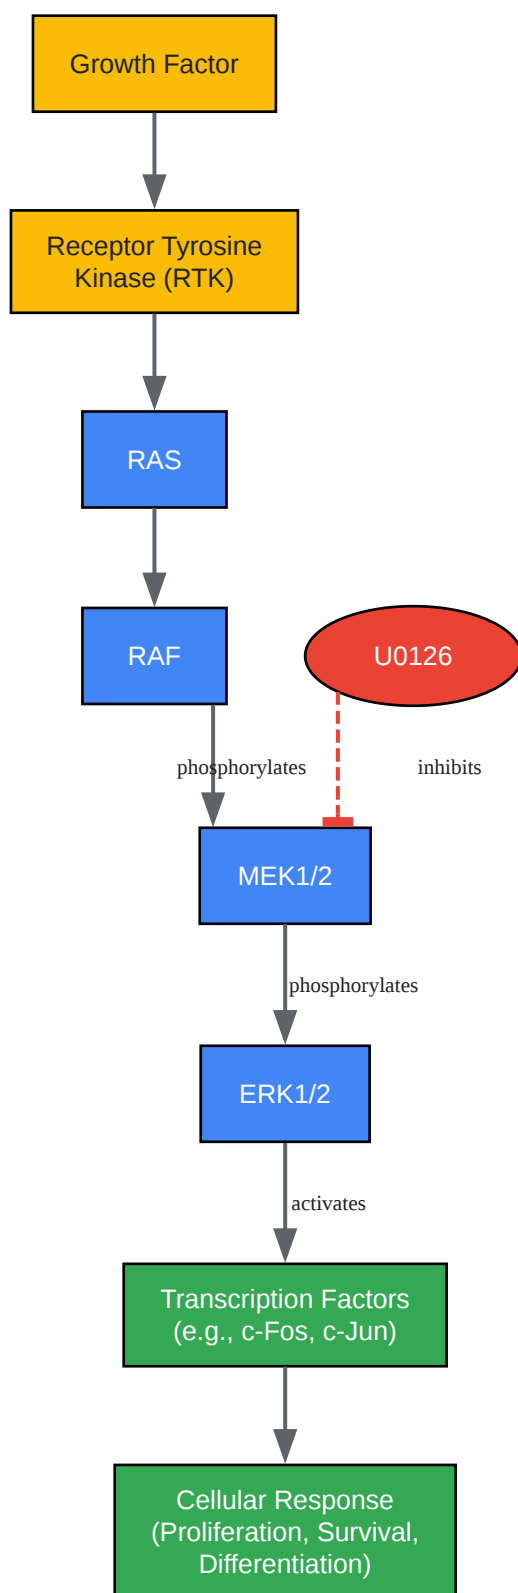 Growth Factor
Receptor Tyrosine
Kinase (RTK)
RAS
RAF
U0126
phosphorylates
inhibits
MEK1/2
phosphorylates
ERK1/2
activates
Transcription Factors
(e.g., c-Fos, c-Jun)
Cellular Response
(Proliferation, Survival,
Differentiation)